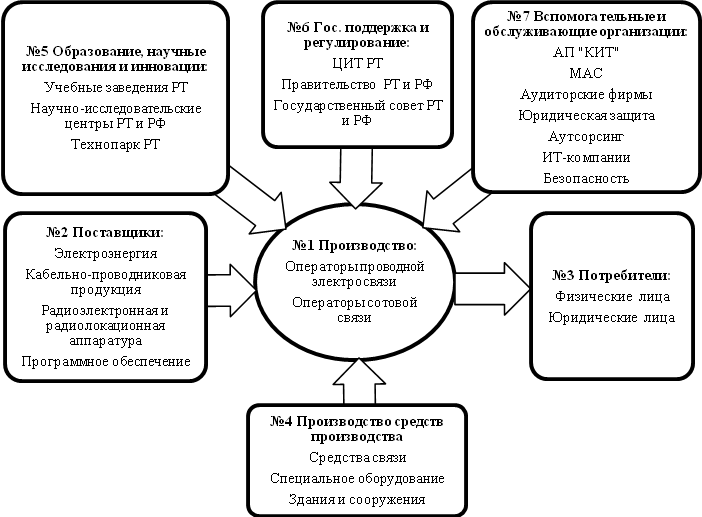 №5 Образование, научные
исследования и инновации:
Учебные заведения РТ
Научно-исследовательские
центры РТ и РФ
Технопарк РТ
№6 Гос. поддержка и
регулирование:
ЦИТ РТ
Правительство РТ и РФ
Государственный совет РТ
и РФ
№7 Вспомогательные и
обслуживающие организации:
АП "КИТ"
МАС
Аудиторские фирмы
Юридическая защита
Аутсорсинг
ИТ-компании
Безопасность
№2 Поставщики:
Электроэнергия
Кабельно-проводниковая
продукция
Радиоэлектронная и
радиолокационная
аппаратура
Программное обеспечение
№1 Производство:
Операторы проводной
электросвязи
Операторы сотовой
связи
№3 Потребители:
Физические лица
Юридические лица
№4 Производство средств
производства
Средства связи
Специальное оборудование
Здания и сооружения